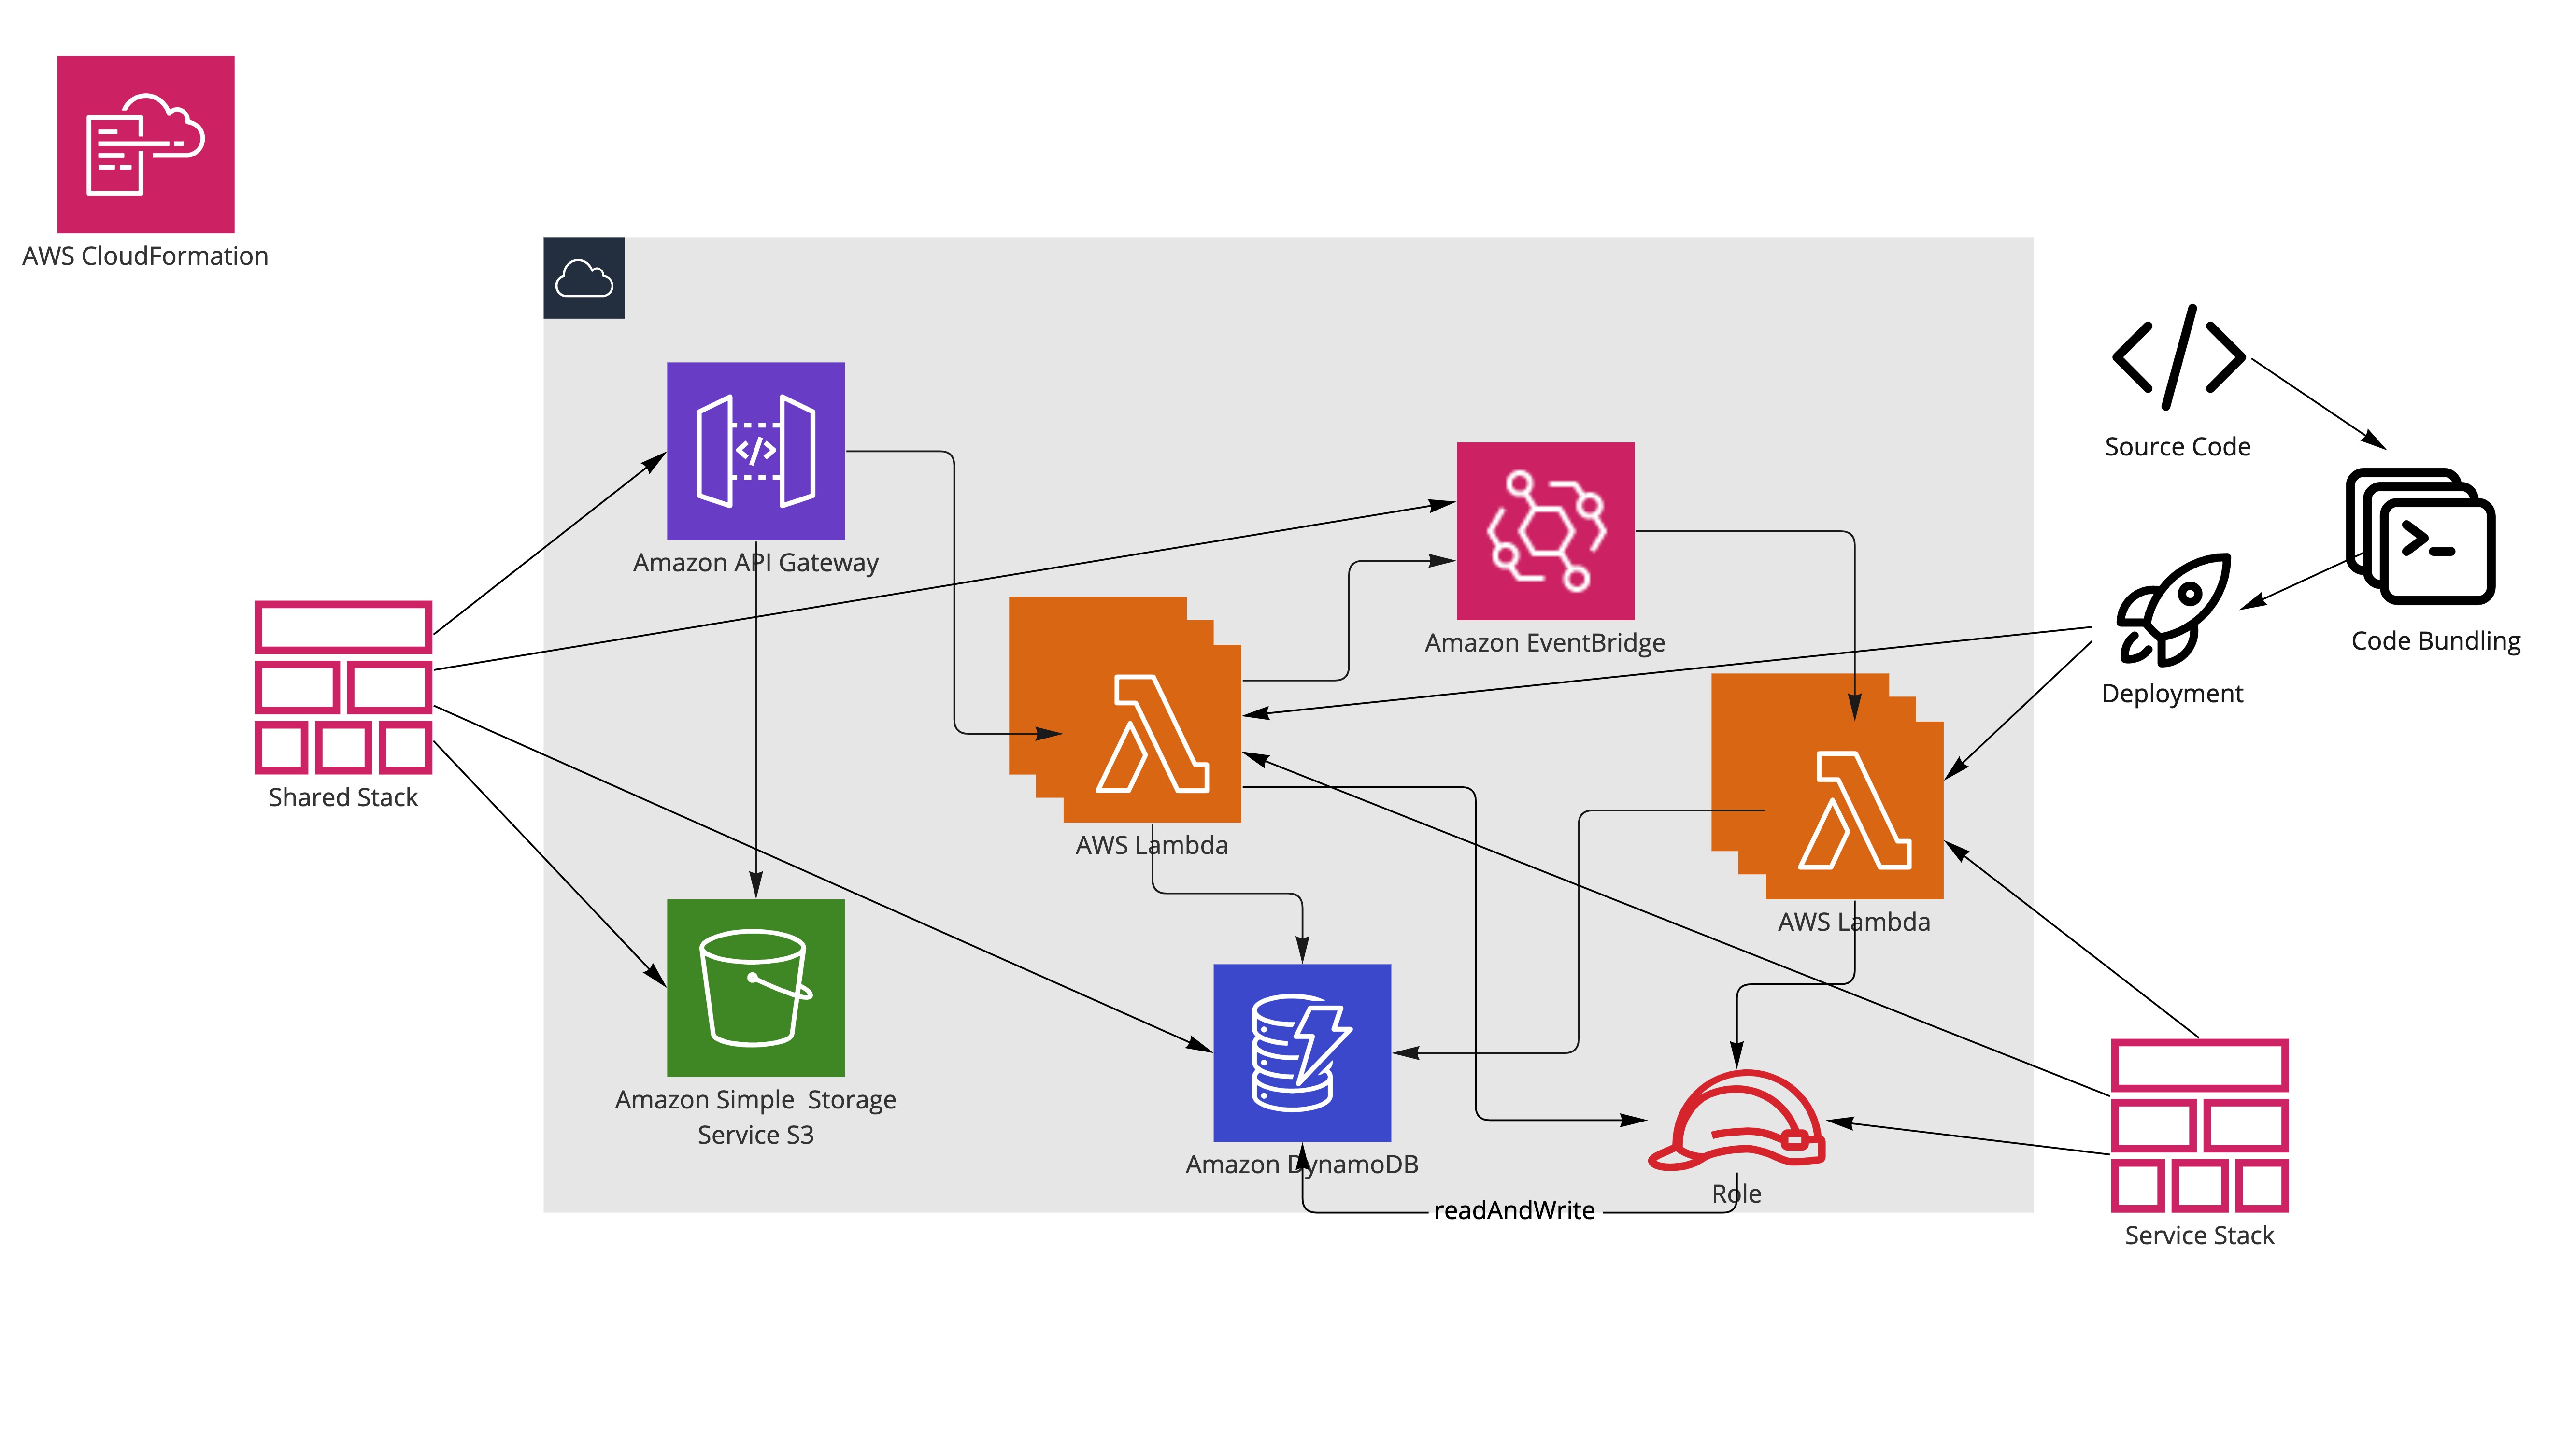 AWS CloudFormation
Source Code
Amazon API Gateway
Amazon EventBridge
Code Bundling
Deployment
Shared Stack
AWS Lambda
AWS Lambda
Amazon Simple Storage
Service S3
Amazon DynamoDB
Role
readAndWrite
Service Stack